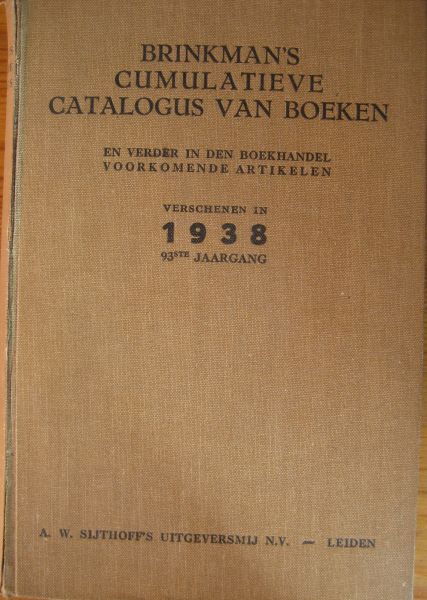 BRINKMAN'S
CUMULATIEVE
CATALOGUS VAN BOEKEN
EN VERDER IN DEN BOEKHANDEL
VOORKOMENDE ARTIKELEN
VERSCHENEN IN
1938
93STE JAARGANG
A. W. SIJTHOFF'S UITGEVERSMIJ N.V. — LEIDEN